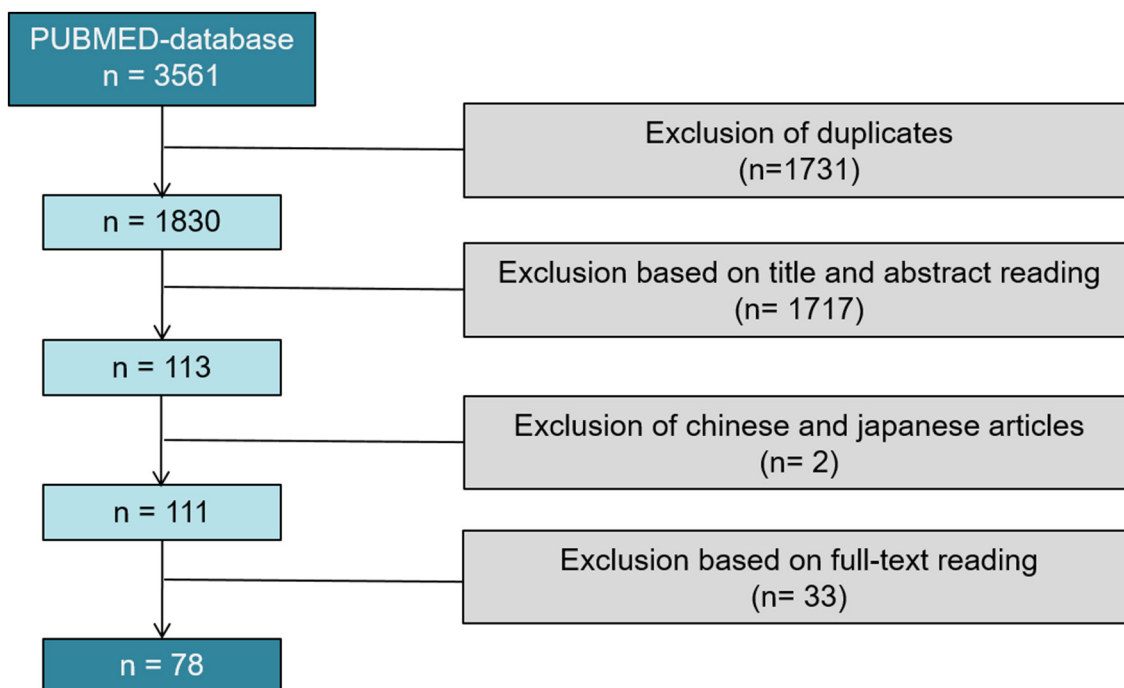 PUBMED-database
n = 3561
Exclusion of duplicates
(n=1731)
n = 1830
Exclusion based on title and abstract reading
(n= 1717)
n = 113
Exclusion of chinese and japanese articles
(n= 2)
n = 111
Exclusion based on full-text reading
(n= 33)
n = 78